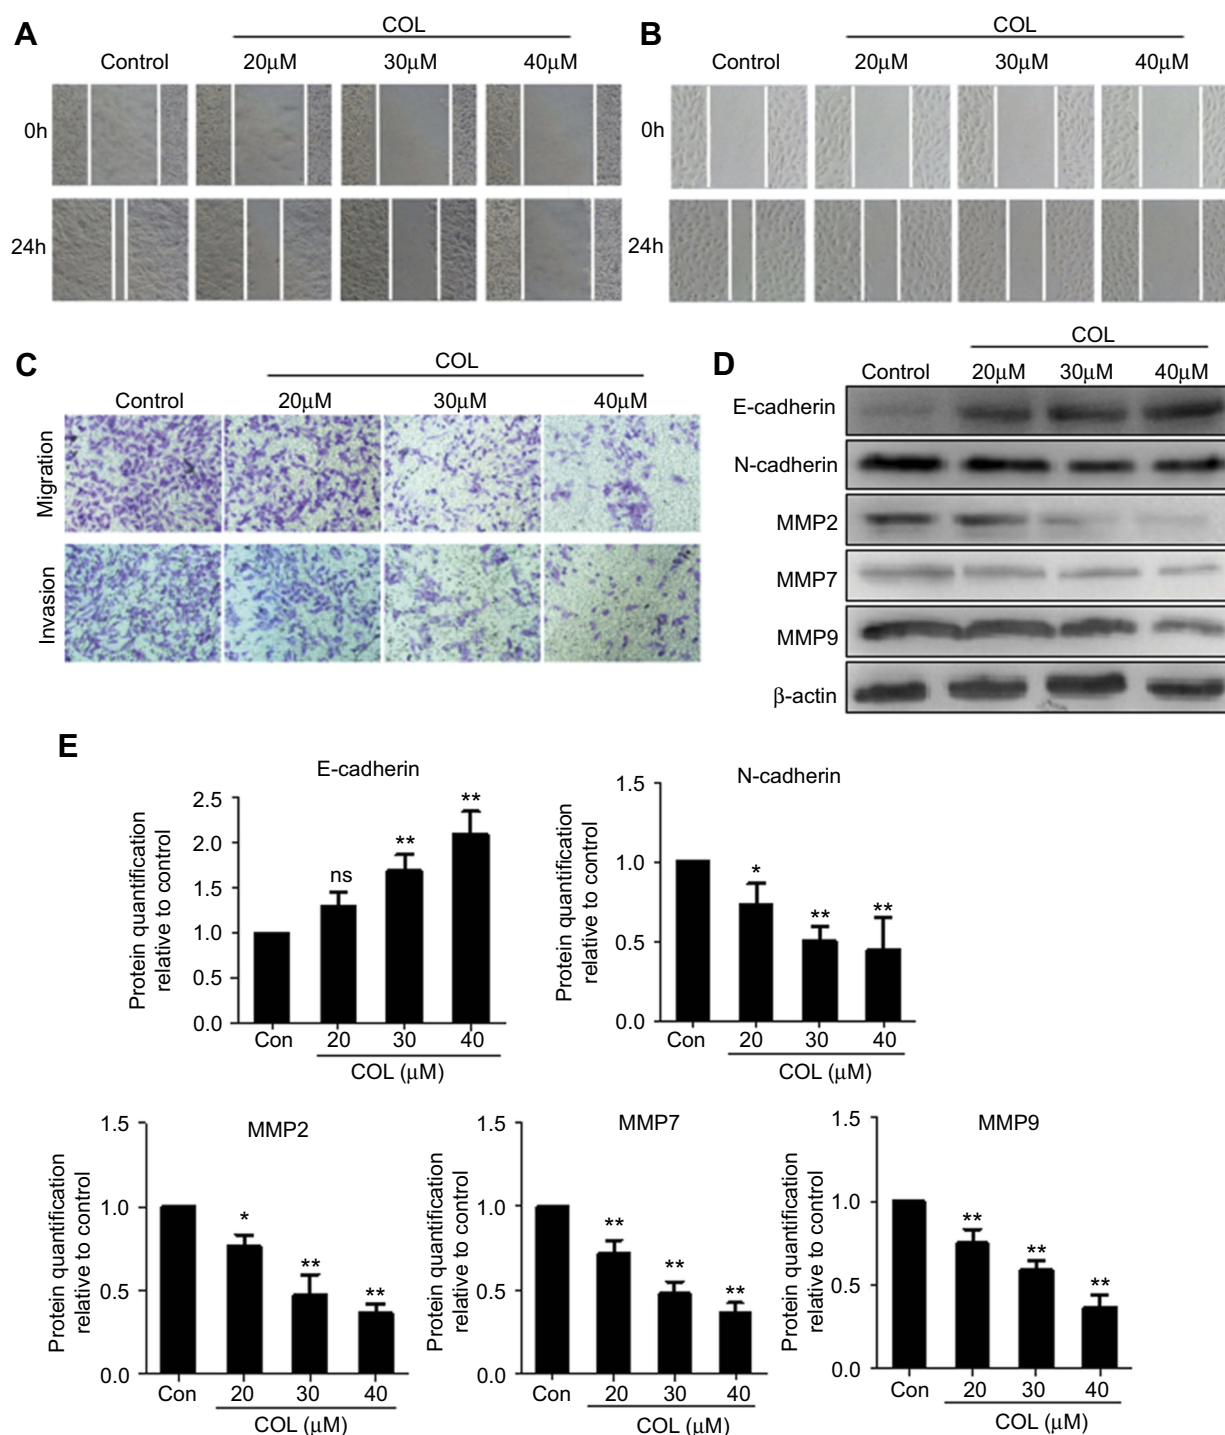 A
COL
Control 20μM 30μM 40μM
0h
24h
B
COL
Control 20μM 30μM 40μM
0h
24h
C
COL
Control 20μM 30μM 40μM
Migration
Invasion
D
COL
Control 20μM 30μM 40μM
E-cadherin
N-cadherin
MMP2
MMP7
MMP9
β-actin
E
E-cadherin
Protein quantification
relative to control
2.5
2.0
1.5
1.0
0.5
0.0
ns
**
**
Con 20 30 40
COL (μM)
N-cadherin
Protein quantification
relative to control
1.5
1.0
0.5
0.0
*
**
**
Con 20 30 40
COL (μM)
MMP2
Protein quantification
relative to control
1.5
1.0
0.5
0.0
*
**
**
Con 20 30 40
COL (μM)
MMP7
Protein quantification
relative to control
1.5
1.0
0.5
0.0
**
**
**
Con 20 30 40
COL (μM)
MMP9
Protein quantification
relative to control
1.5
1.0
0.5
0.0
**
**
**
Con 20 30 40
COL (μM)